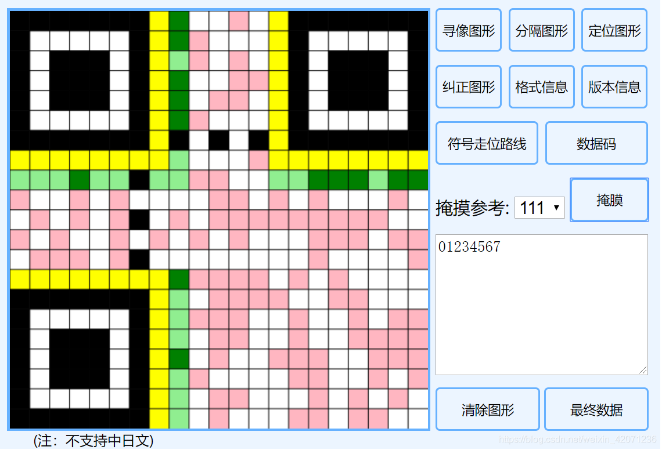 寻像图形 分隔图形 定位图形
纠正图形 格式信息 版本信息
符号走位路线 数据码
掩摸参考: 111 掩膜
01234567
清除图形 最终数据
(注：不支持中日文)